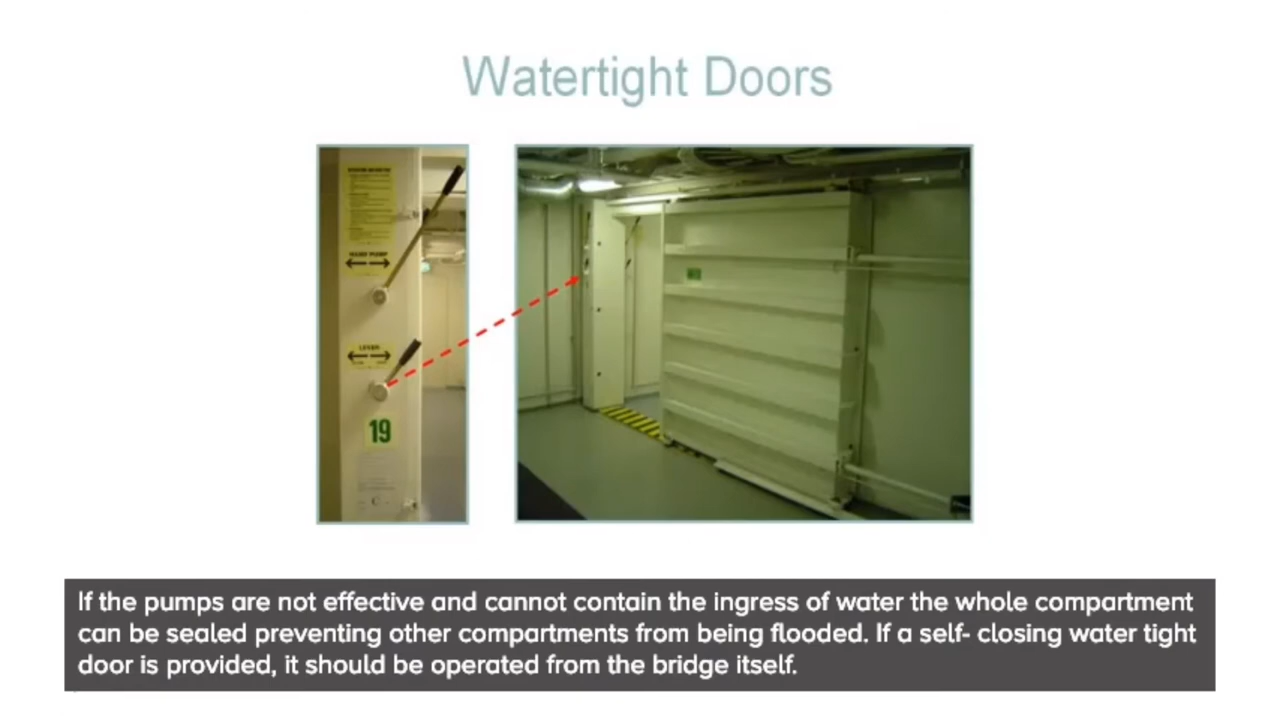 Watertight Doors
HAND PUMP
LEVER
19
If the pumps are not effective and cannot contain the ingress of water the whole compartment
can be sealed preventing other compartments from being flooded. If a self- closing water tight
door is provided, it should be operated from the bridge itself.